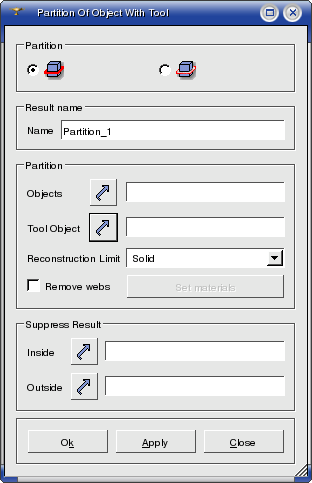 Partition Of Object With Tool
Partition
Result name
Name Partition_1
Partition
Objects
Tool Object
Reconstruction Limit Solid
Remove webs Set materials
Suppress Result
Inside
Outside
Ok Apply Close